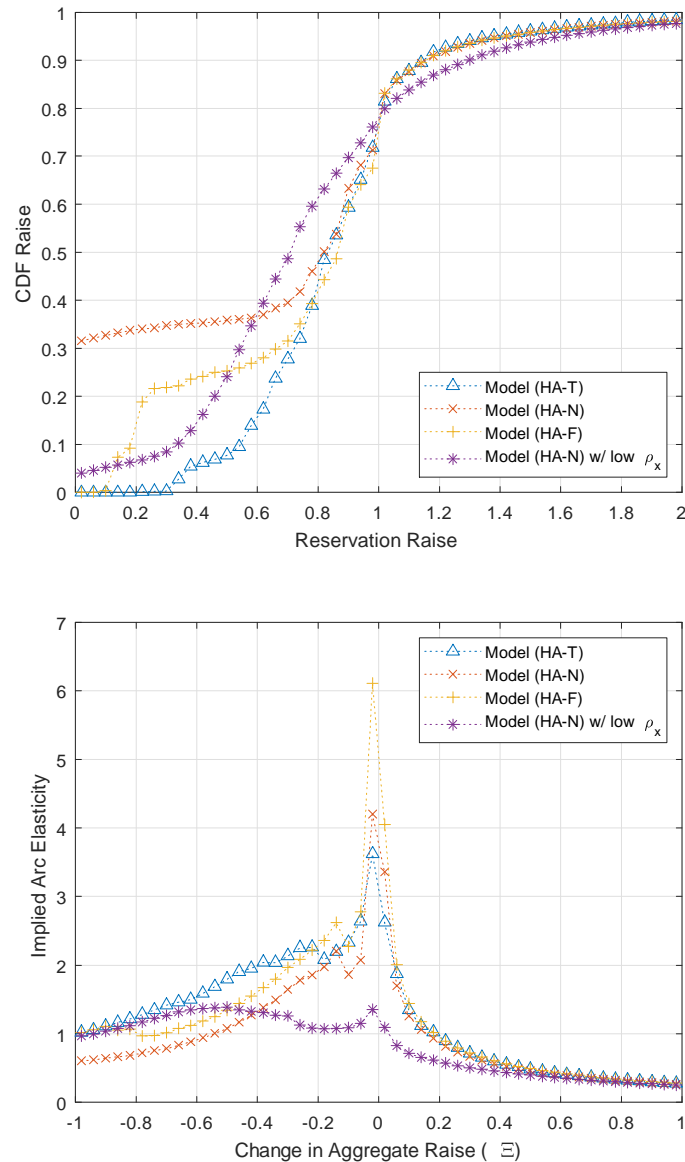 1
0.9
0.8
0.7
0.6
0.5
0.4
0.3
0.2
0.1
0
CDF Raise
Model (HA-T)
Model (HA-N)
Model (HA-F)
Model (HA-N) w/ low ρ_x
0 0.2 0.4 0.6 0.8 1 1.2 1.4 1.6 1.8 2
Reservation Raise
7
6
5
4
3
2
1
0
Implied Arc Elasticity
Model (HA-T)
Model (HA-N)
Model (HA-F)
Model (HA-N) w/ low ρ_x
-1 -0.8 -0.6 -0.4 -0.2 0 0.2 0.4 0.6 0.8 1
Change in Aggregate Raise ( Ξ)